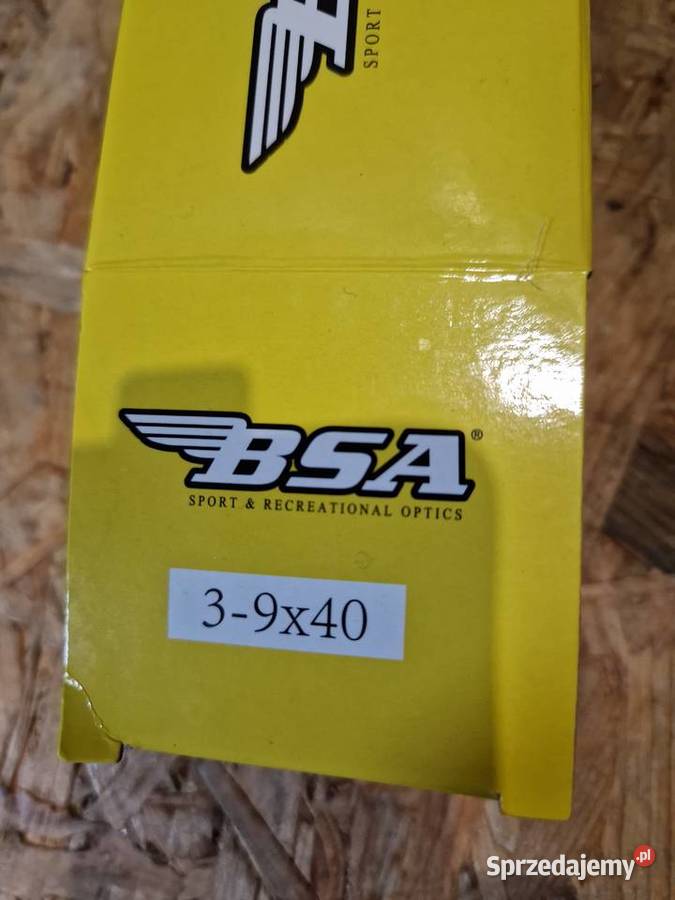 SPORT
BSA®
SPORT & RECREATIONAL OPTICS
3-9x40
Sprzedajemy.pl